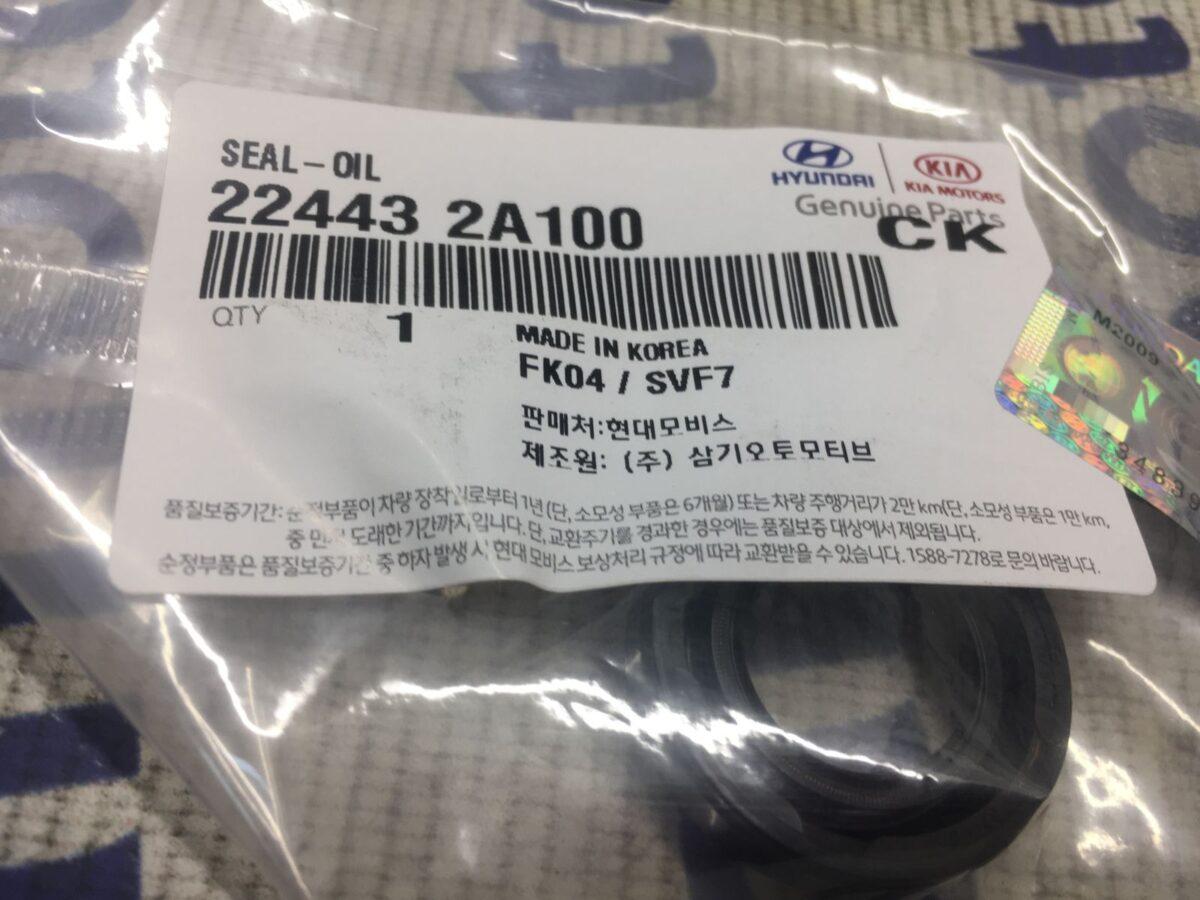 SEAL-OIL
22443 2A100
HYUNDAI
KIA
KIA MOTORS
Genuine Parts
CK
QTY 1
MADE IN KOREA
FK04 / SVF7
판매처:현대모비스
제조원: (주) 삼기오토모티브
품질보증기간: 순정부품이 차량 장착일로부터 1년 (단, 소모성 부품은 6개월) 또는 차량 주행거리가 2만 km(단, 소모성 부품은 1만 km,
중 먼저 도래한 기간까지 입니다. 단, 교환주기를 경과한 경우에는 품질보증 대상에서 제외됩니다.
순정부품은 품질보증기간 중 하자 발생 시 현대 모비스 보상처리 규정에 따라 교환받을 수 있습니다. 1588-7278로 문의 바랍니다.
M2009